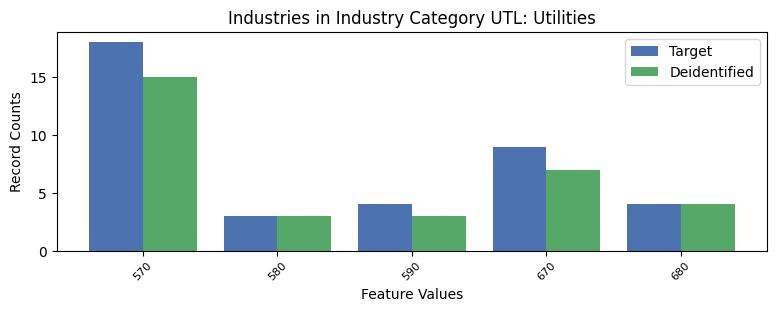 Industries in Industry Category UTL: Utilities
Target
Deidentified
Record Counts
15
10
5
0
570
580
590
670
680
Feature Values